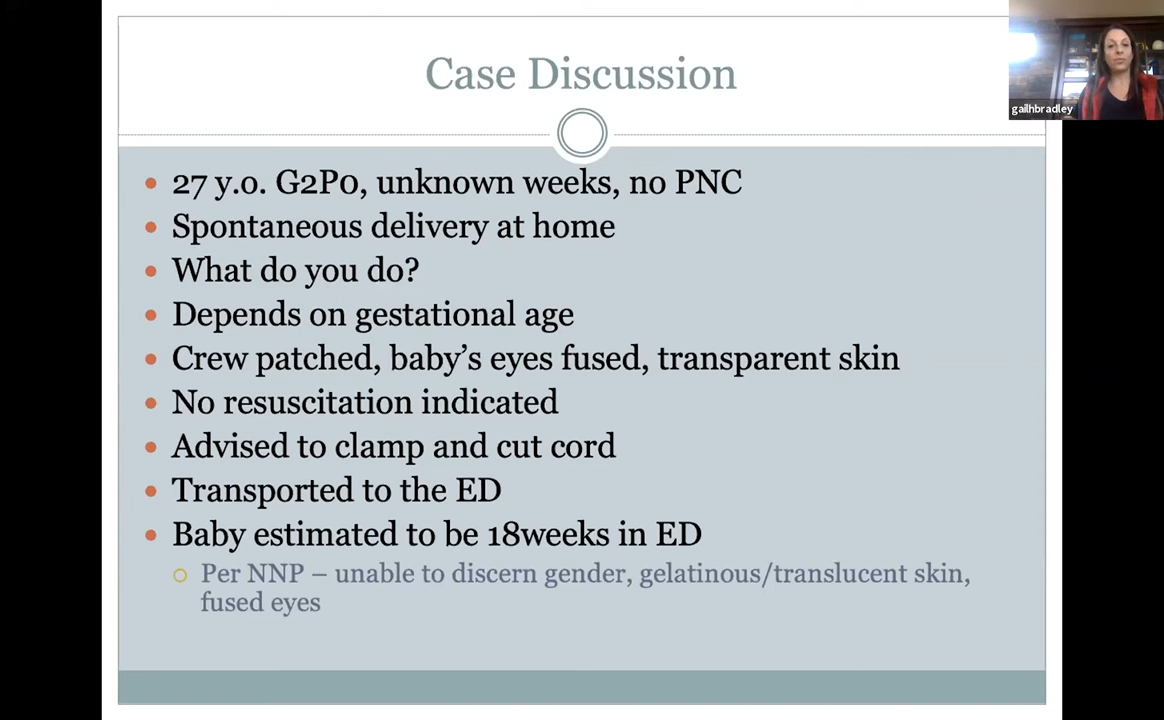 Case Discussion
gailhbradley
27 y.o. G2P0, unknown weeks, no PNC
Spontaneous delivery at home
What do you do?
Depends on gestational age
Crew patched, baby’s eyes fused, transparent skin
No resuscitation indicated
Advised to clamp and cut cord
Transported to the ED
Baby estimated to be 18weeks in ED
Per NNP – unable to discern gender, gelatinous/translucent skin,
fused eyes